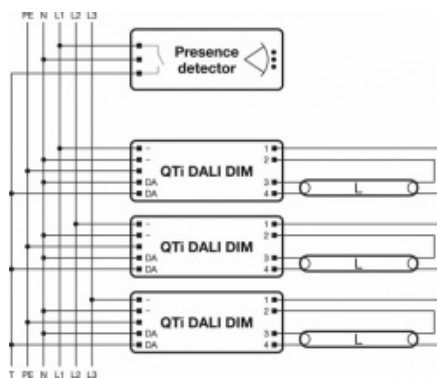 PE N L1 L2 L3
Presence
detector
~
1
~
2
QTi DALI DIM
DA
3
L
DA
4
~
1
~
2
QTi DALI DIM
DA
3
L
DA
4
~
1
~
2
QTi DALI DIM
DA
3
L
DA
4
T PE N L1 L2 L3